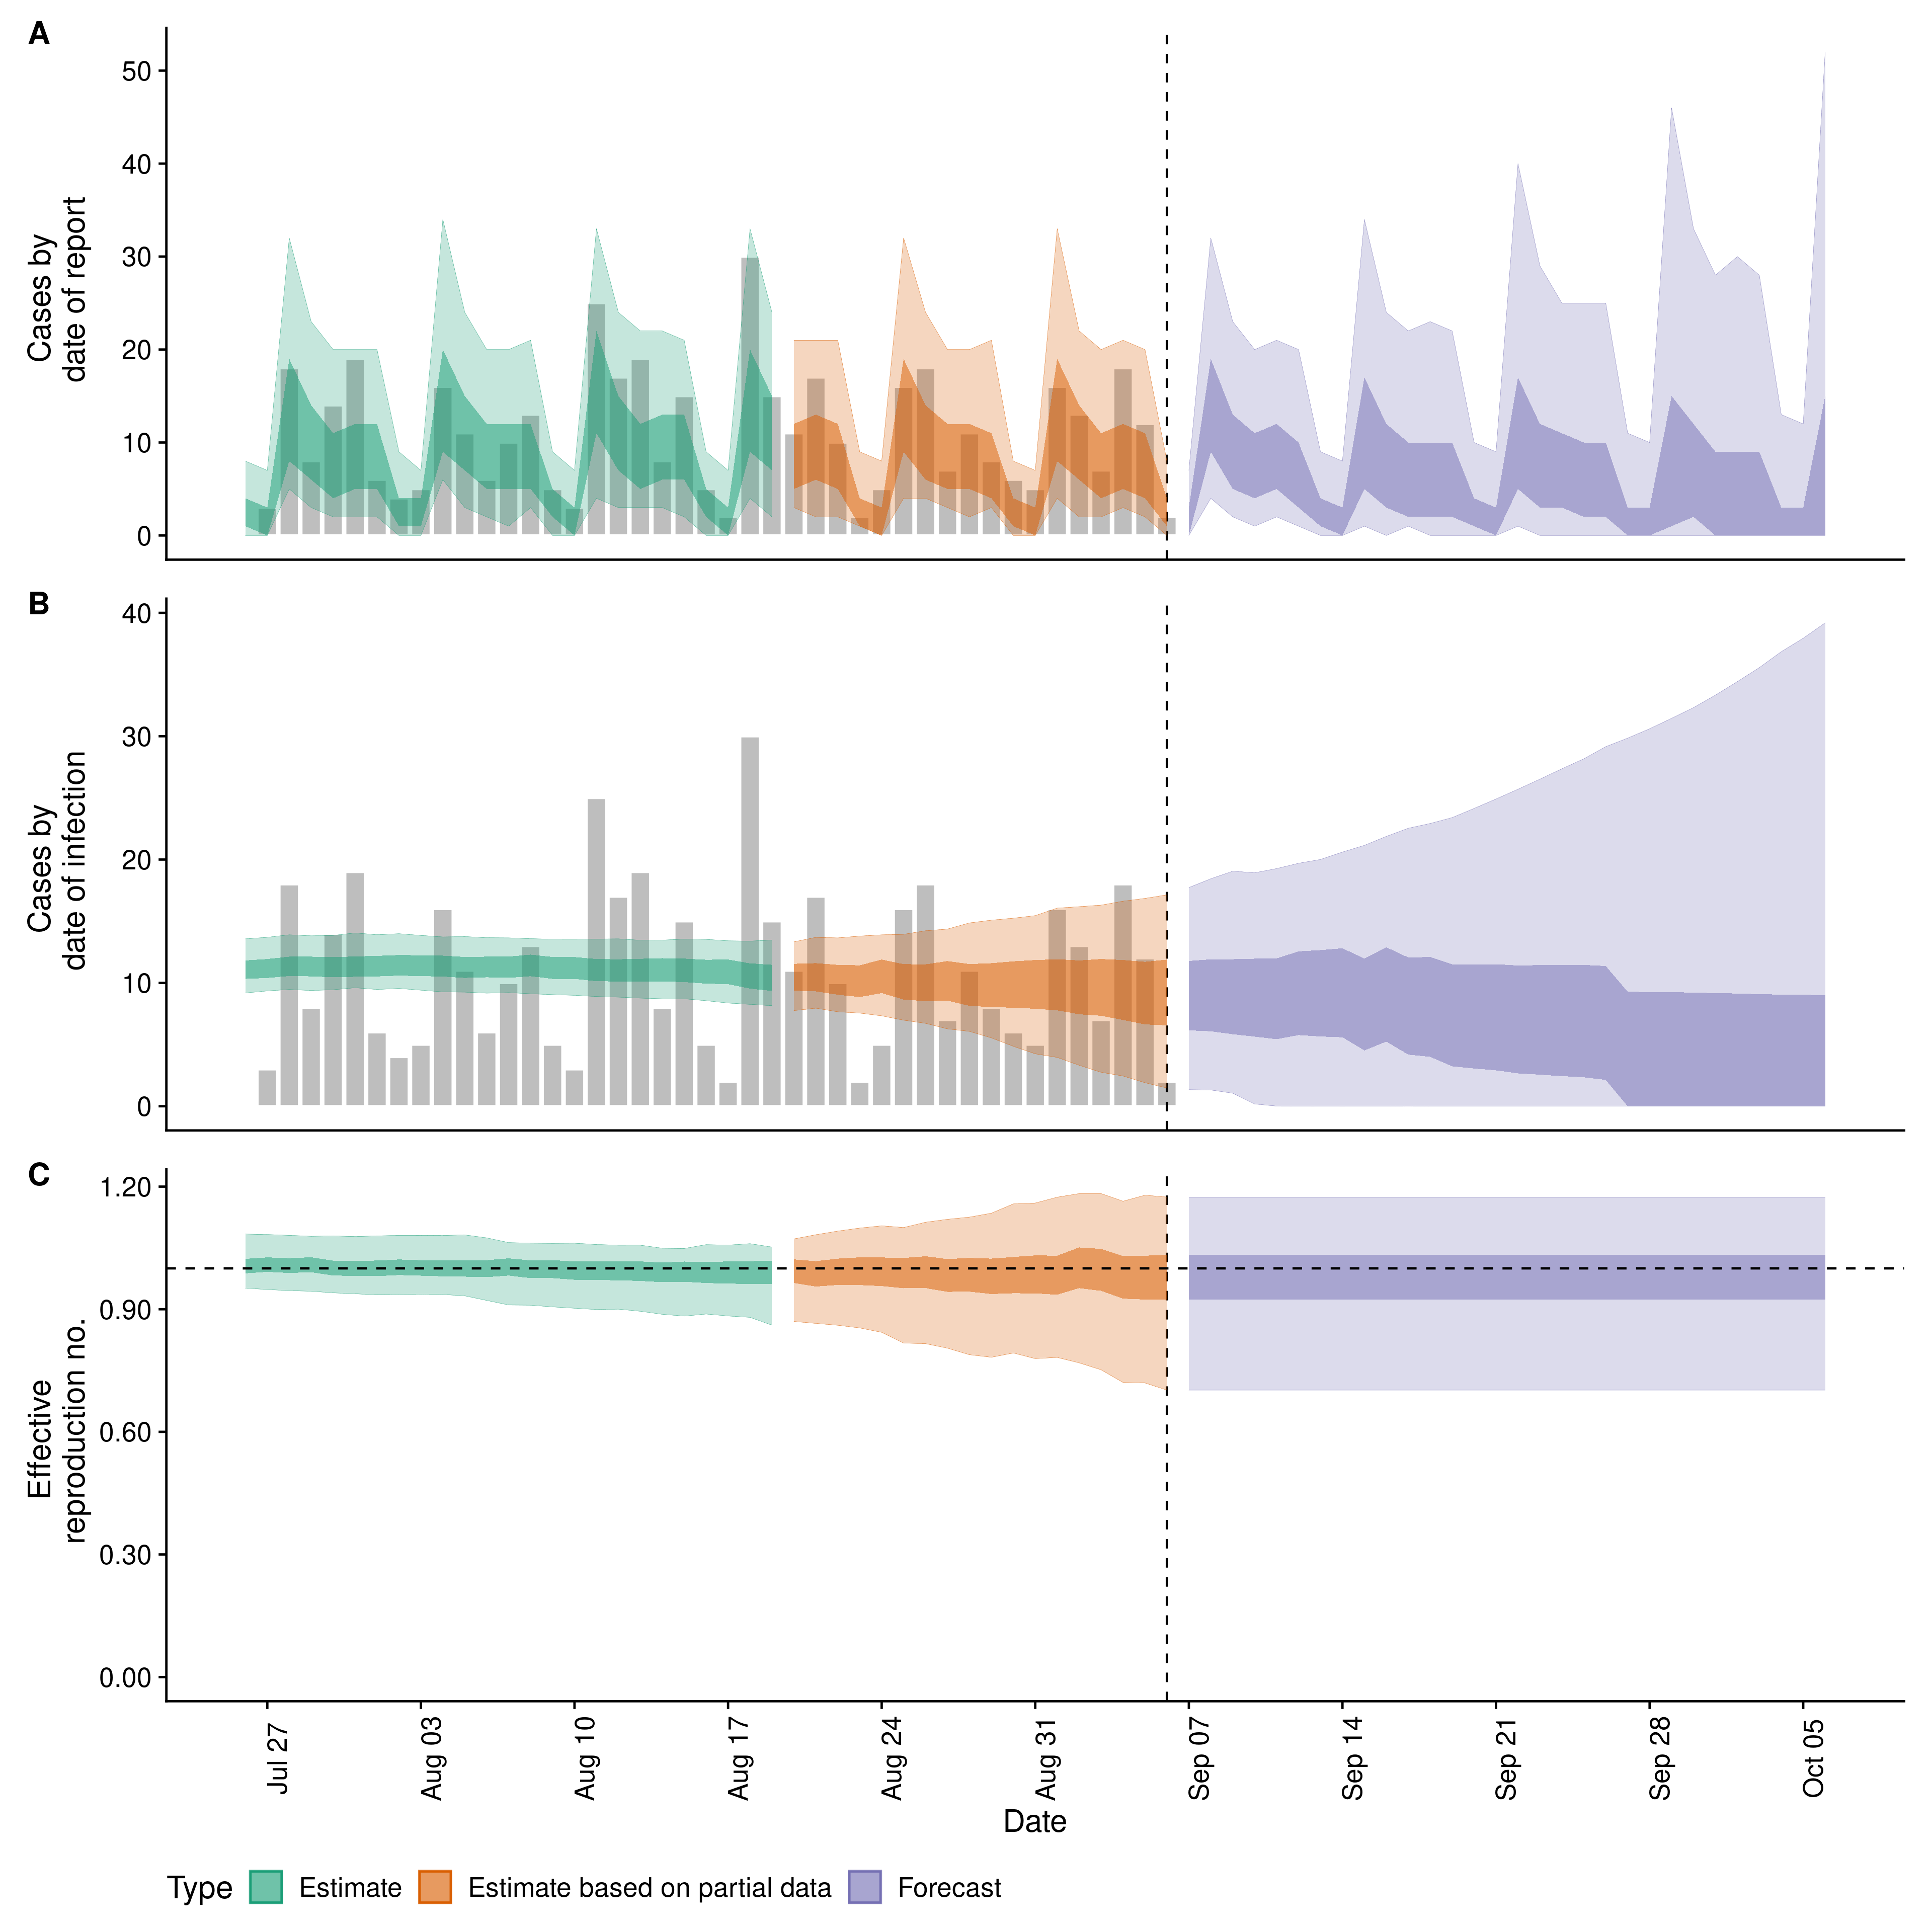 A
50
40
30
20
10
0
Cases by
date of report
B
40
30
20
10
0
Cases by
date of infection
C
1.20
0.90
0.60
0.30
0.00
Effective
reproduction no.
Jul 27
Aug 03
Aug 10
Aug 17
Aug 24
Aug 31
Sep 07
Sep 14
Sep 21
Sep 28
Oct 05
Date
Type Estimate Estimate based on partial data Forecast